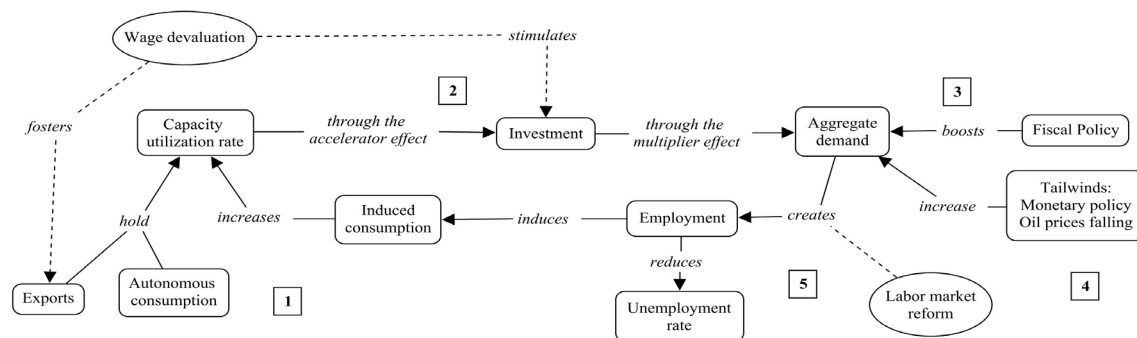 Wage devaluation
stimulates
2
3
fosters
Capacity
utilization rate
through the
accelerator effect
Investment
through the
multiplier effect
Aggregate
demand
boosts
Fiscal Policy
hold
increases
Induced
consumption
induces
Employment
creates
increase
Tailwinds:
Monetary policy
Oil prices falling
reduces
Exports
Autonomous
consumption
1
Unemployment
rate
5
Labor market
reform
4